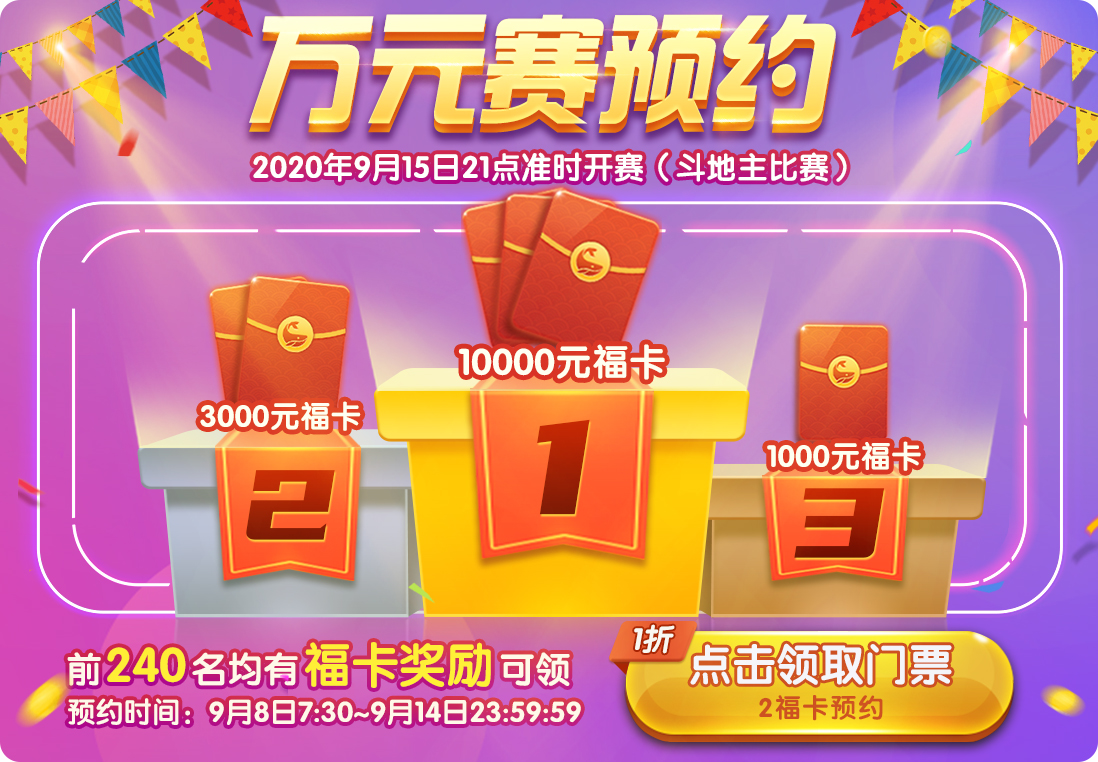 万元赛预约
2020年9月15日21点准时开赛（斗地主比赛）
10000元福卡
3000元福卡
1000元福卡
1
2
3
前240名均有福卡奖励可领
预约时间：9月8日7:30~9月14日23:59:59
1折
点击领取门票
2福卡预约